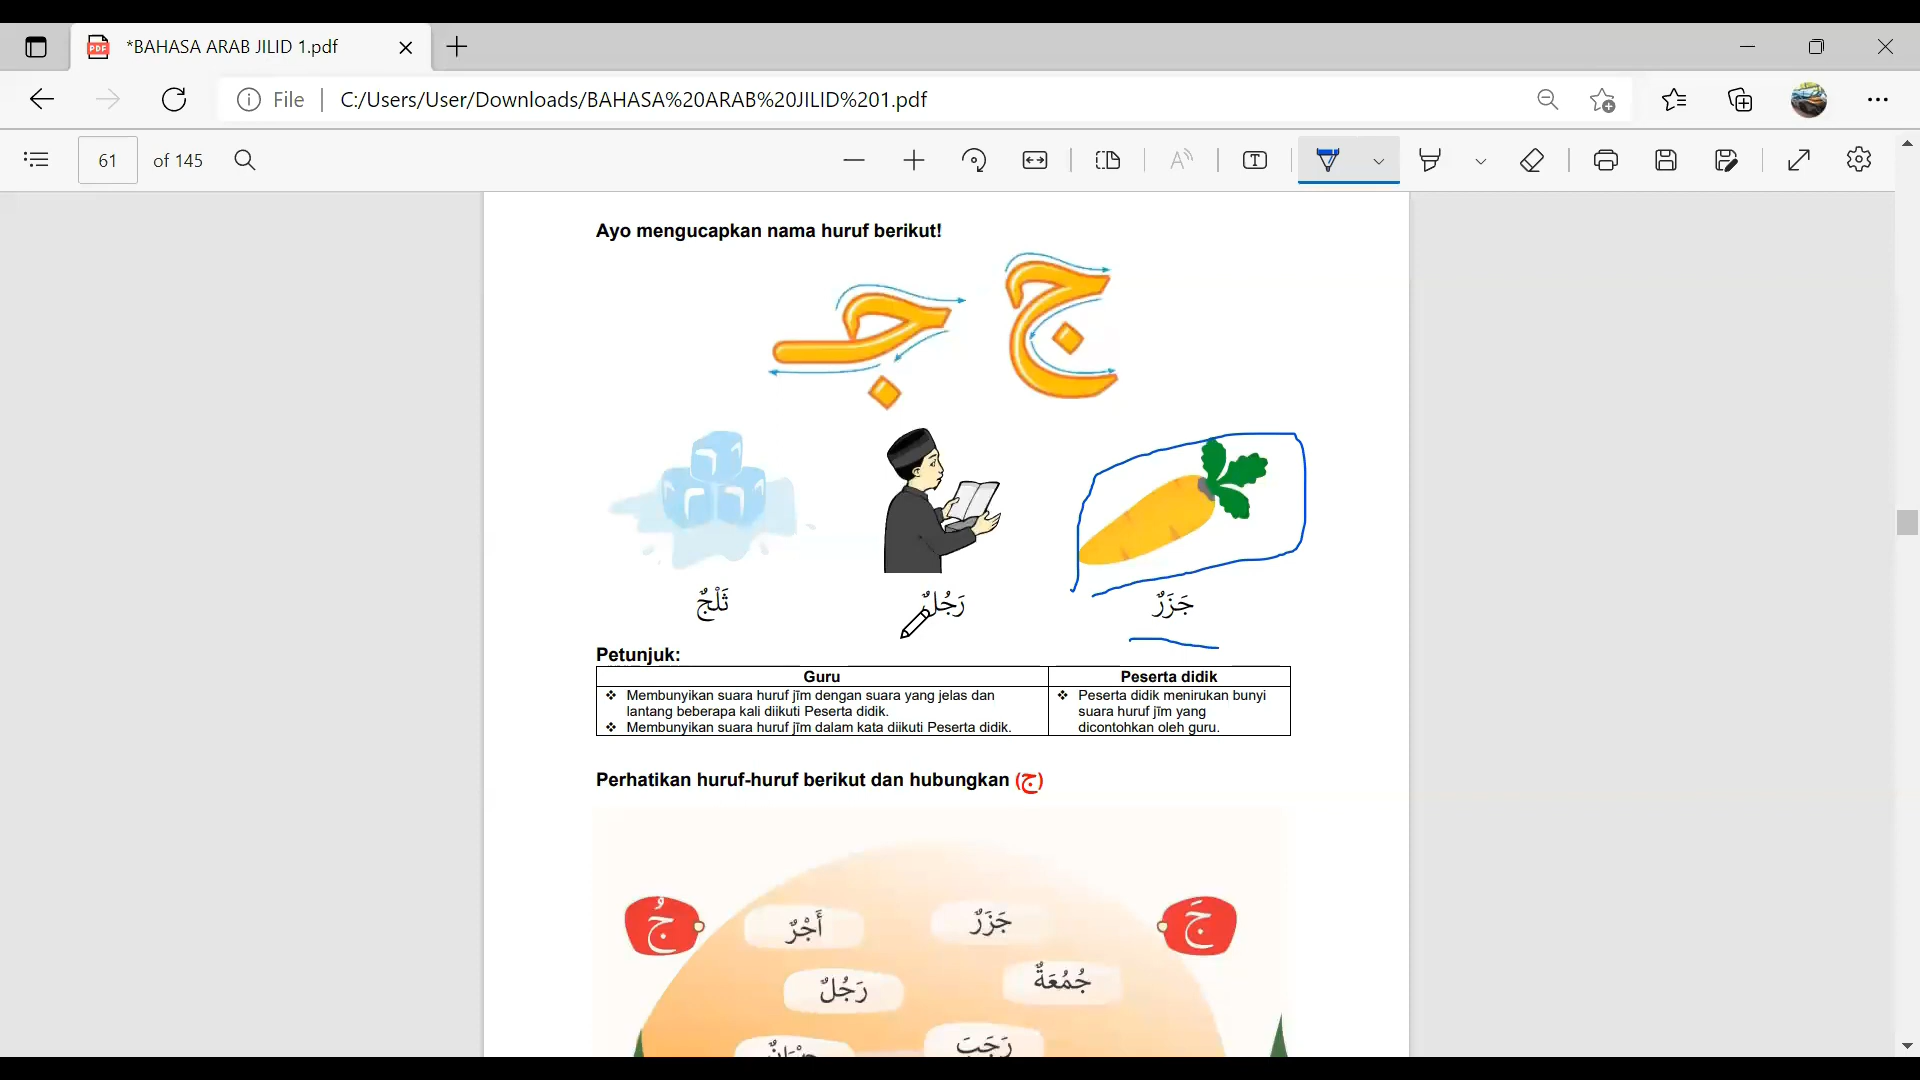 *BAHASA ARAB JILID 1.pdf
File
C:/Users/User/Downloads/BAHASA%20ARAB%20JILID%201.pdf
61 of 145
Ayo mengucapkan nama huruf berikut!
ج جـ
جَزَرٌ رَجُلٌ ثَلْجٌ
Petunjuk:
Guru
Peserta didik
❖ Membunyikan suara huruf jīm dengan suara yang jelas dan
lantang beberapa kali diikuti Peserta didik.
❖ Membunyikan suara huruf jīm dalam kata diikuti Peserta didik.
❖ Peserta didik menirukan bunyi
suara huruf jīm yang
dicontohkan oleh guru.
Perhatikan huruf-huruf berikut dan hubungkan (ج)
جَ جَزَرٌ أَجْرٌ جُ
جُمُعَةٌ رَجُلٌ
رَجَبَ